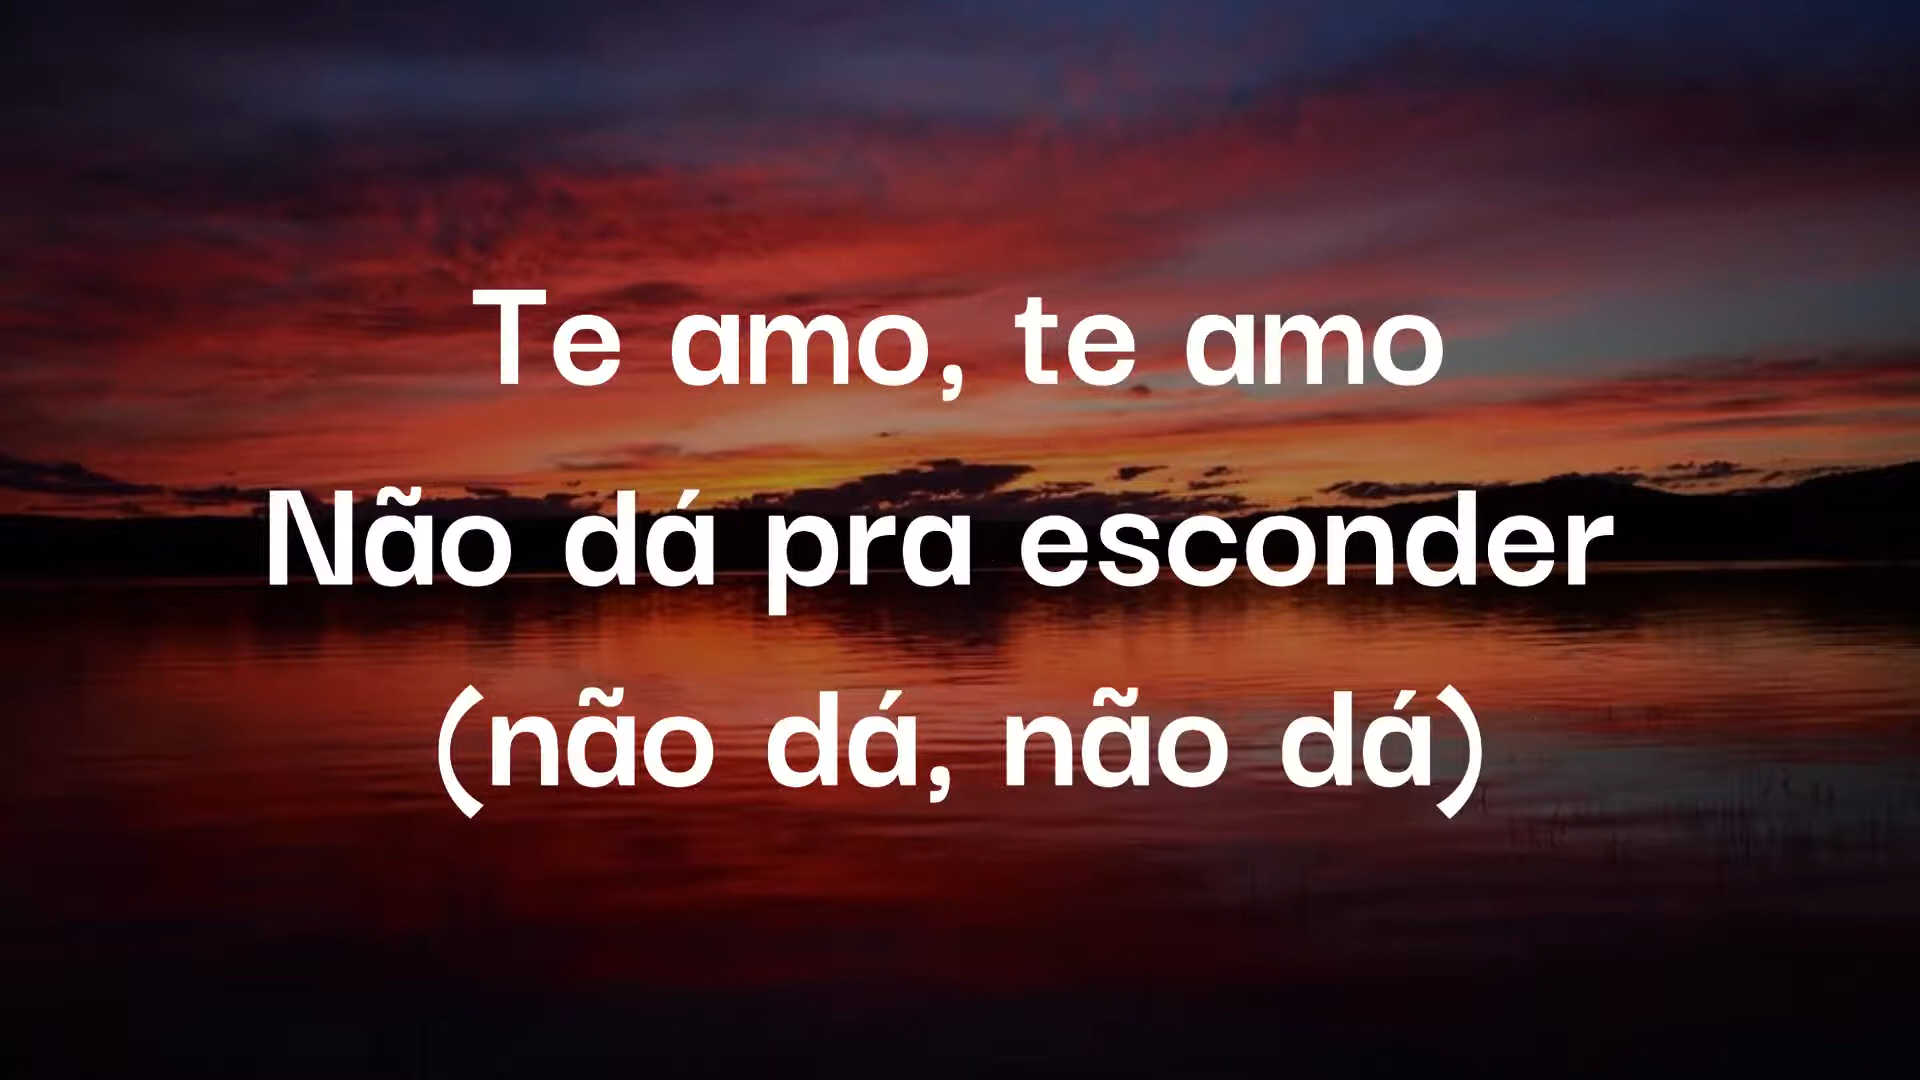 Te amo, te amo
Não dá pra esconder
(não dá, não dá)